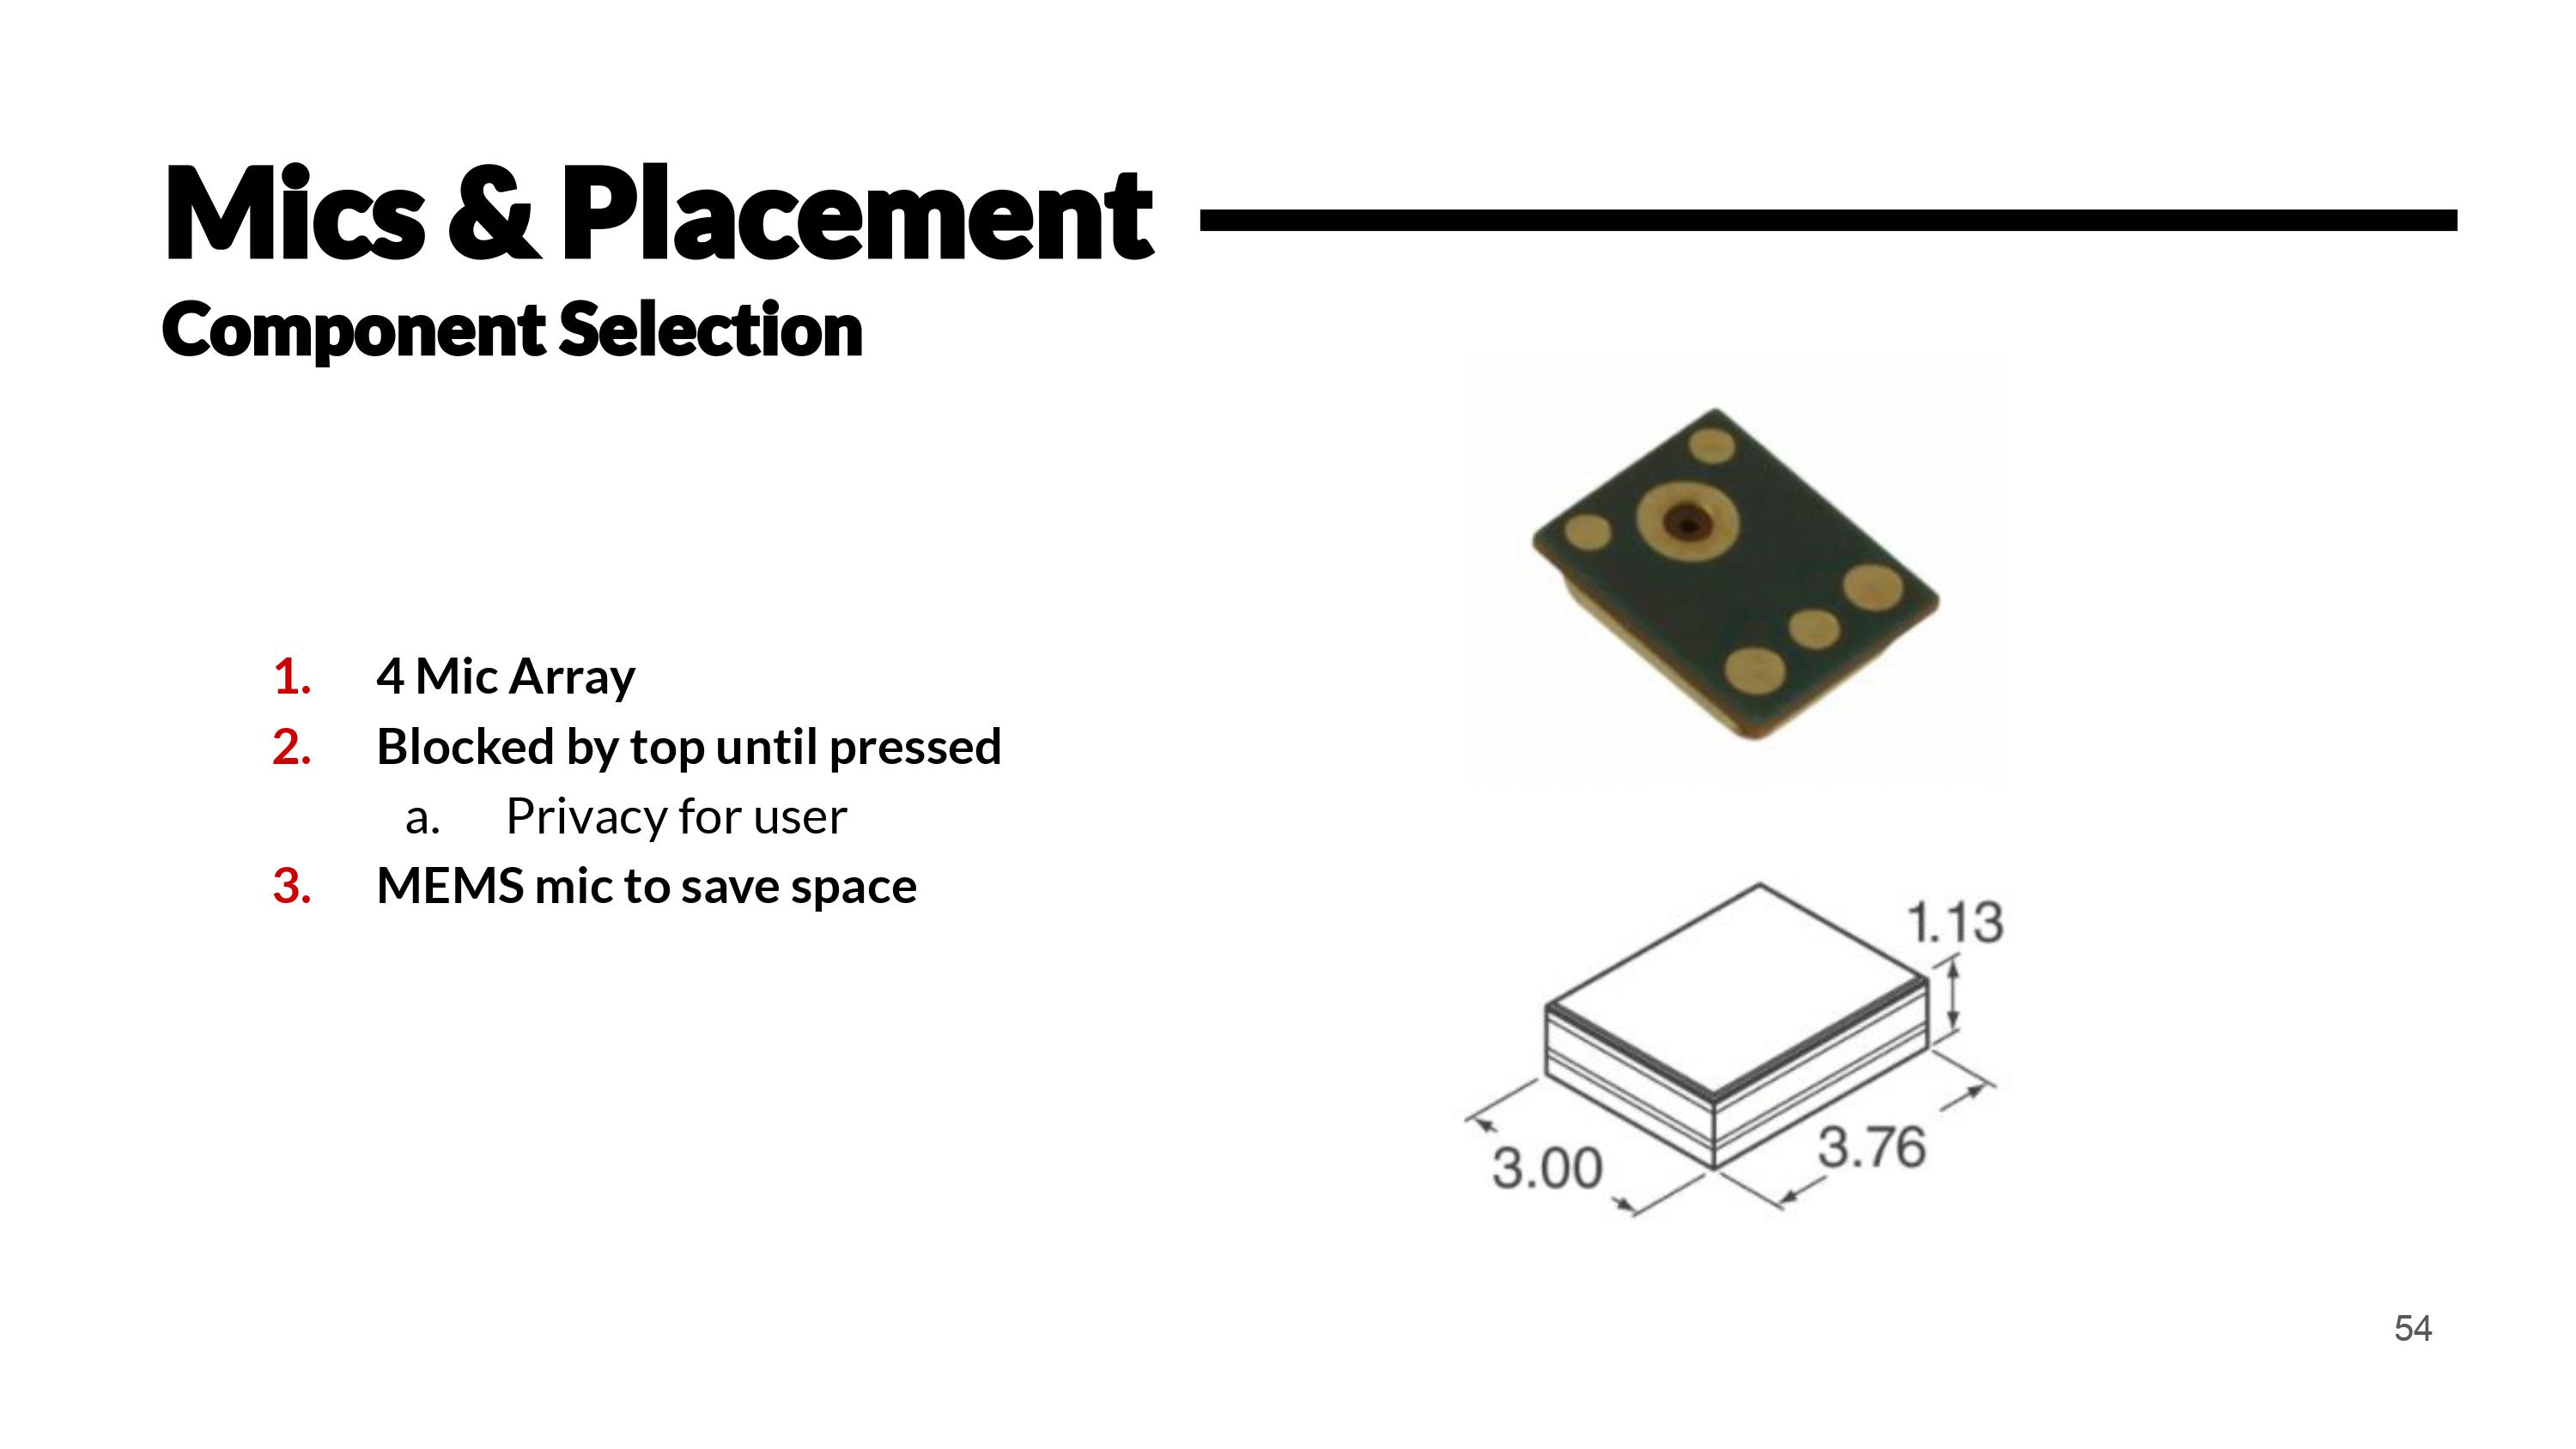 Mics & Placement
Component Selection
1. 4 Mic Array
2. Blocked by top until pressed
a. Privacy for user
3. MEMS mic to save space
1.13
3.00
3.76
54